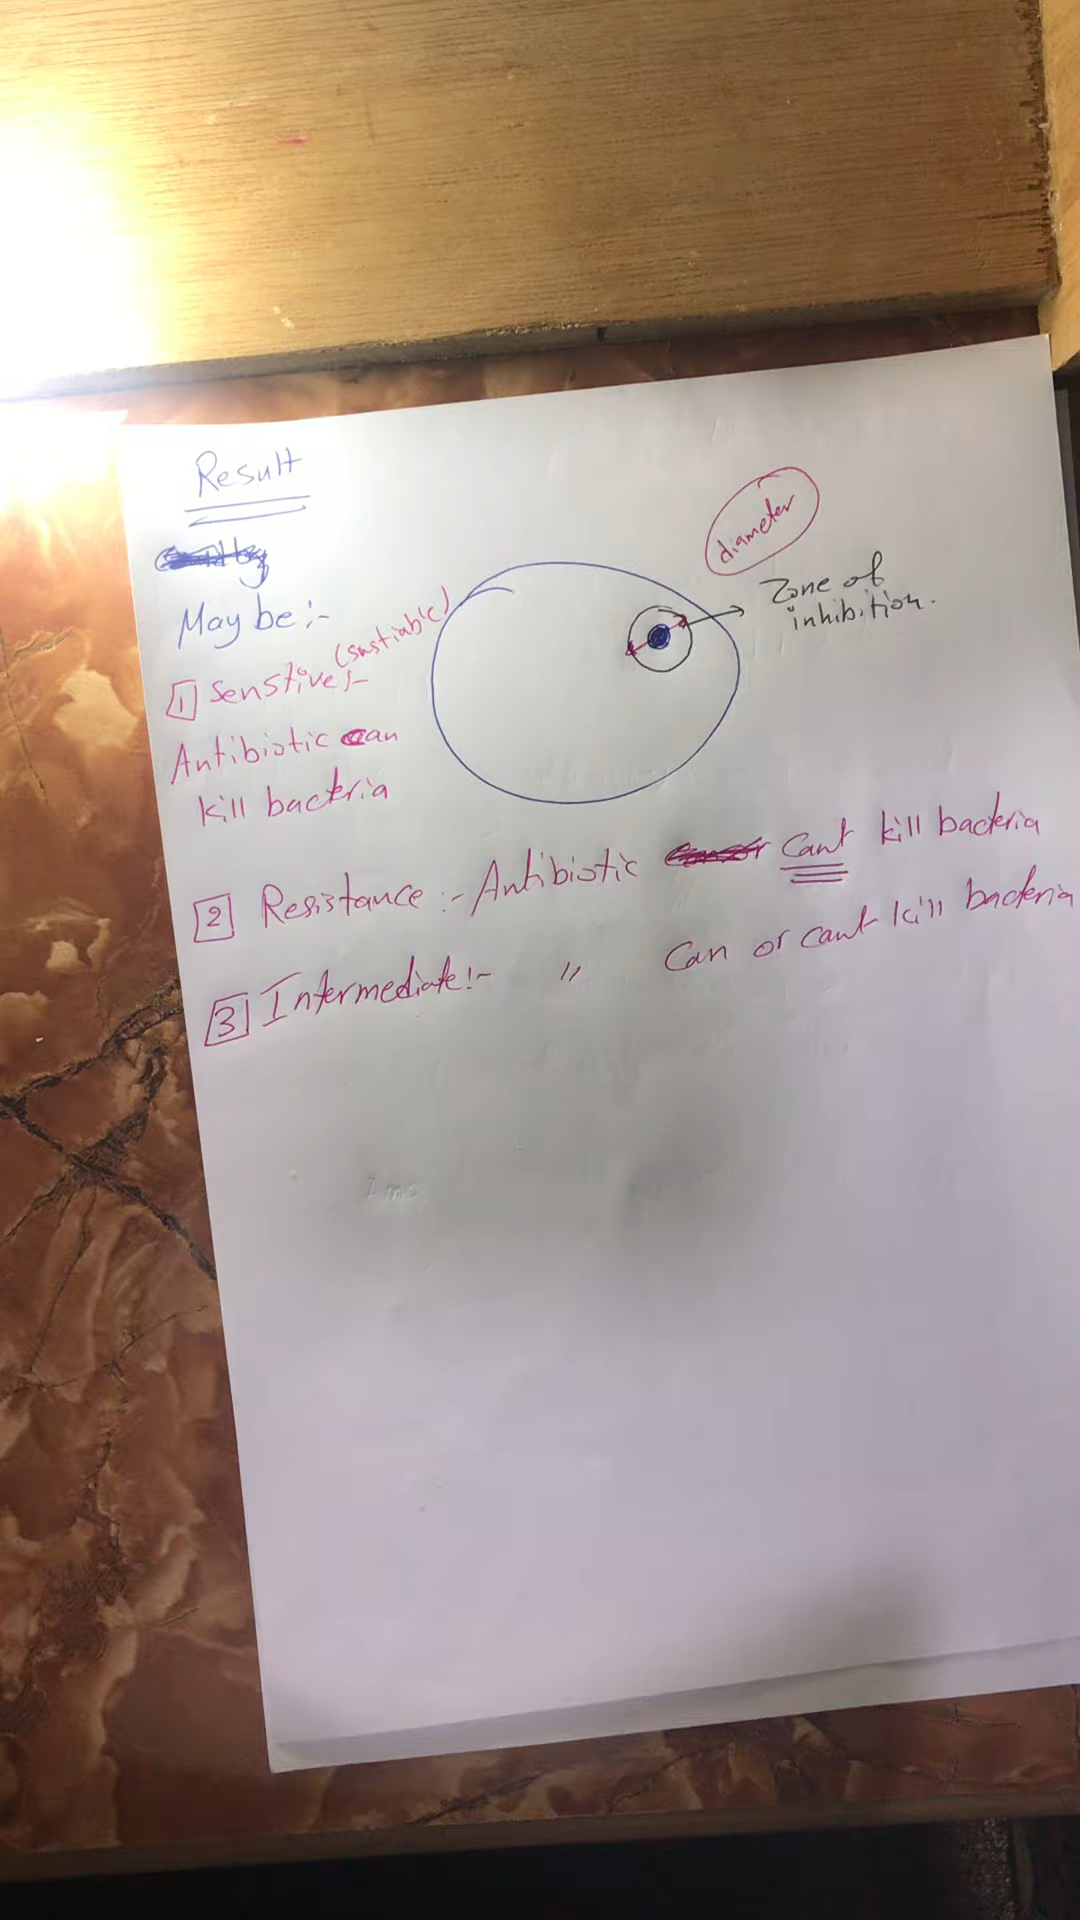 Result
May be:-
1 Senstive:- (sustiable)
Antibiotic can
kill bacteria
diameter
Zone of
inhibition.
2 Resistance:- Antibiotic Cant kill bacteria
3 Intermediate:- " Can or cant kill bacteria